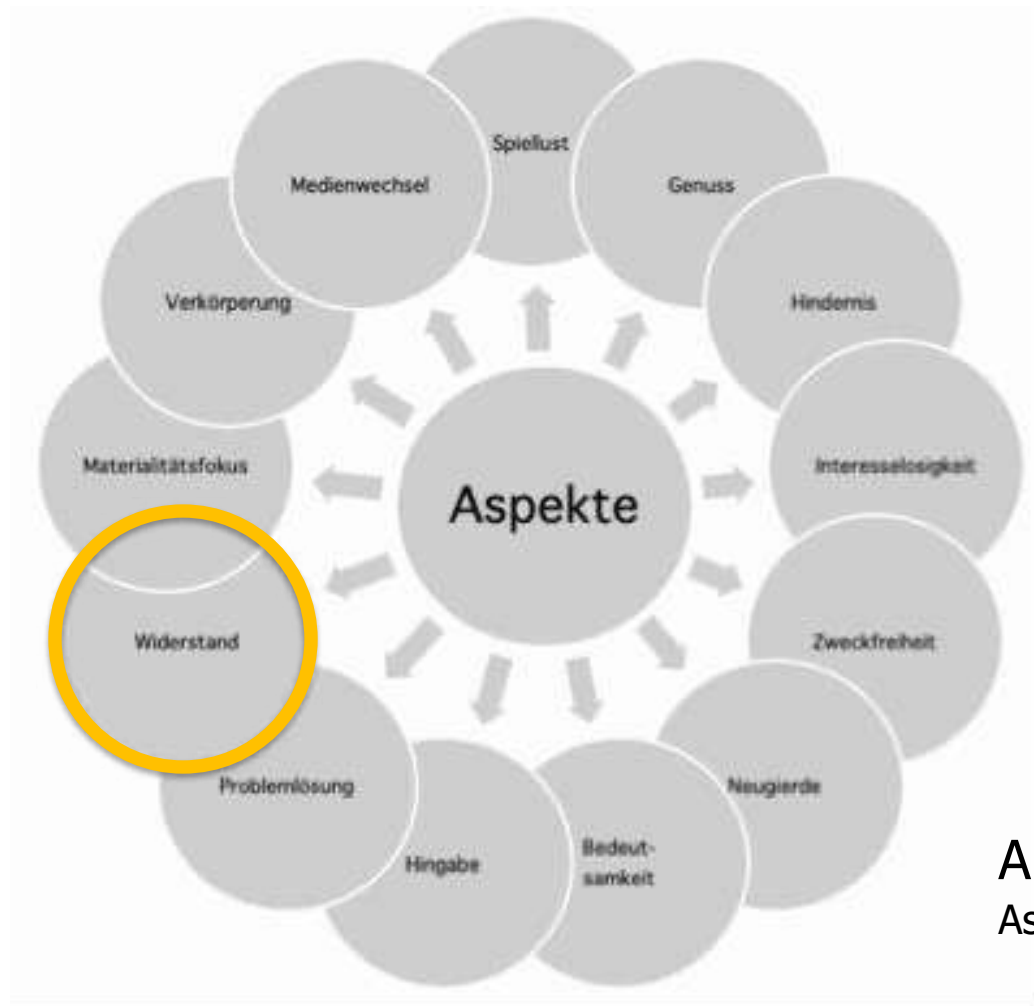 Spiellust
Genuss
Hindernis
Interesselosigkeit
Zweckfreiheit
Neugierde
Bedeut-
samkeit
Hingabe
Problemlösung
Widerstand
Materialitätsfokus
Verkörperung
Medienwechsel
Aspekte
A
As